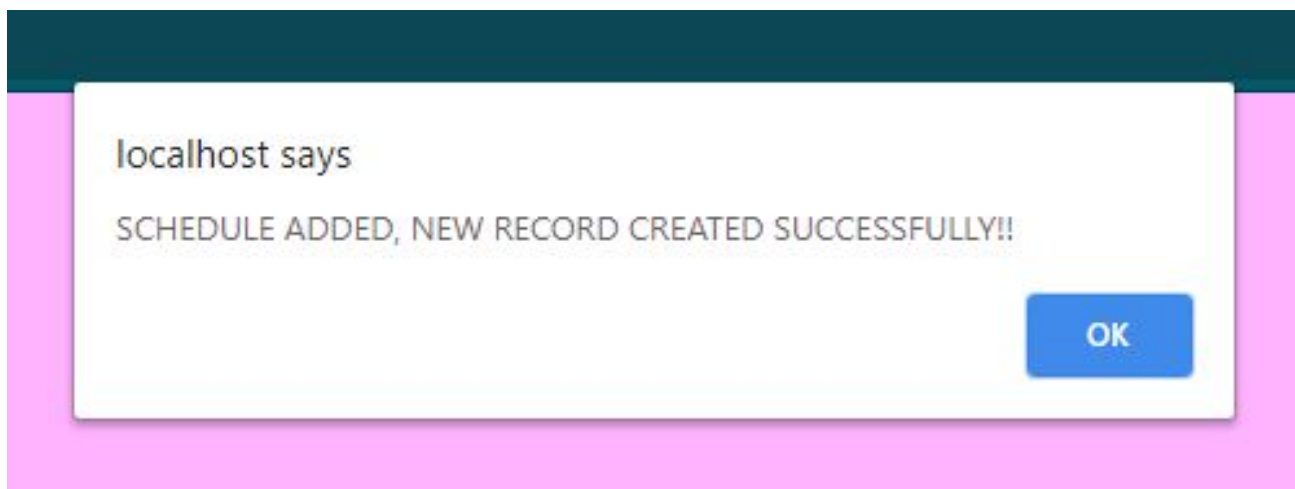 localhost says
SCHEDULE ADDED, NEW RECORD CREATED SUCCESSFULLY!!
OK